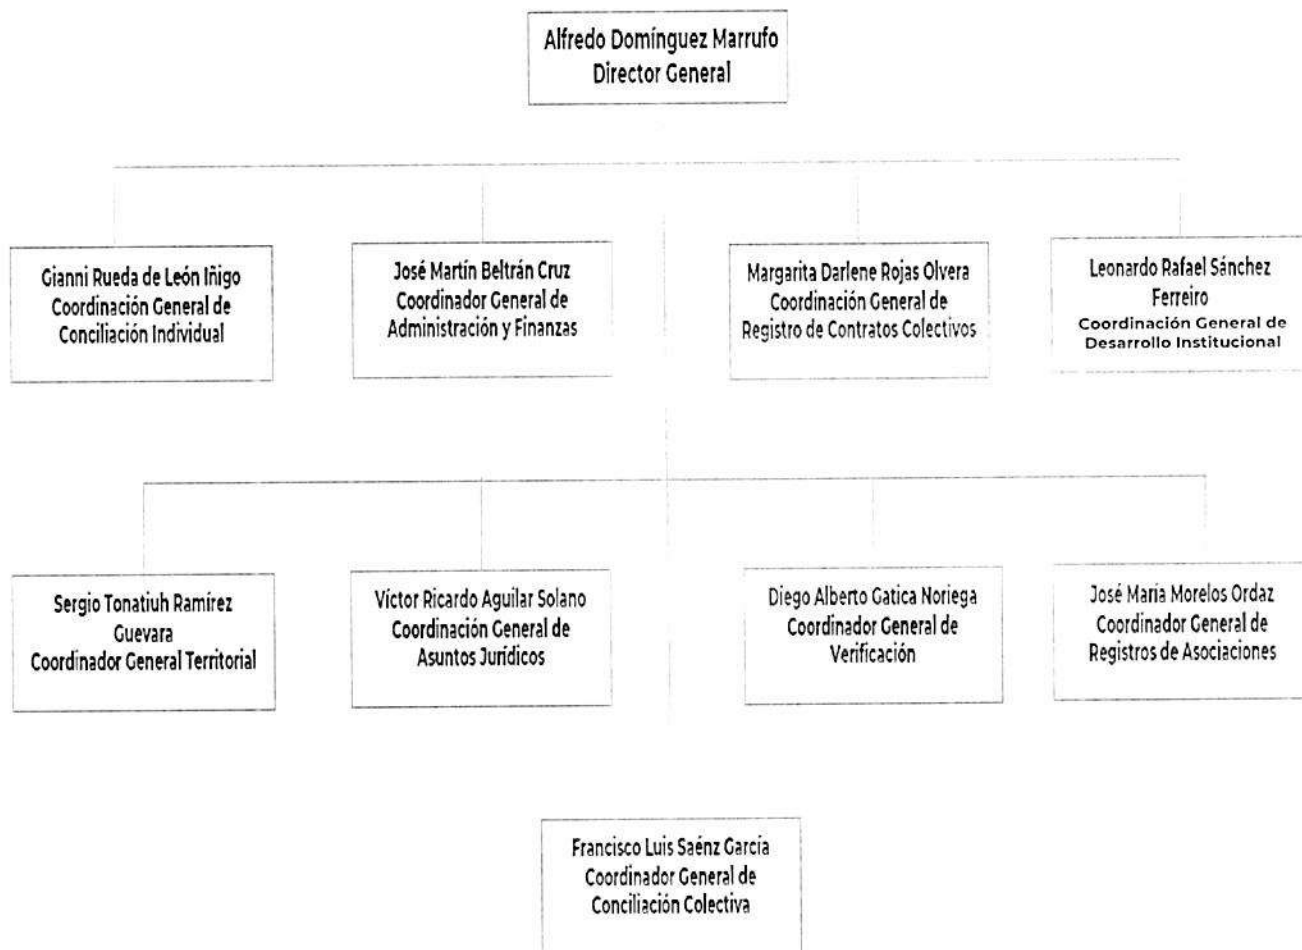 Alfredo Domínguez Marrufo
Director General
Gianni Rueda de León Iñigo
Coordinación General de
Conciliación Individual
José Martín Beltrán Cruz
Coordinador General de
Administración y Finanzas
Margarita Darlene Rojas Olvera
Coordinación General de
Registro de Contratos Colectivos
Leonardo Rafael Sánchez
Ferreiro
Coordinación General de
Desarrollo Institucional
Sergio Tonatiuh Ramírez
Guevara
Coordinador General Territorial
Víctor Ricardo Aguilar Solano
Coordinación General de
Asuntos Jurídicos
Diego Alberto Gatica Noriega
Coordinador General de
Verificación
José María Morelos Ordaz
Coordinador General de
Registros de Asociaciones
Francisco Luis Saénz García
Coordinador General de
Conciliación Colectiva